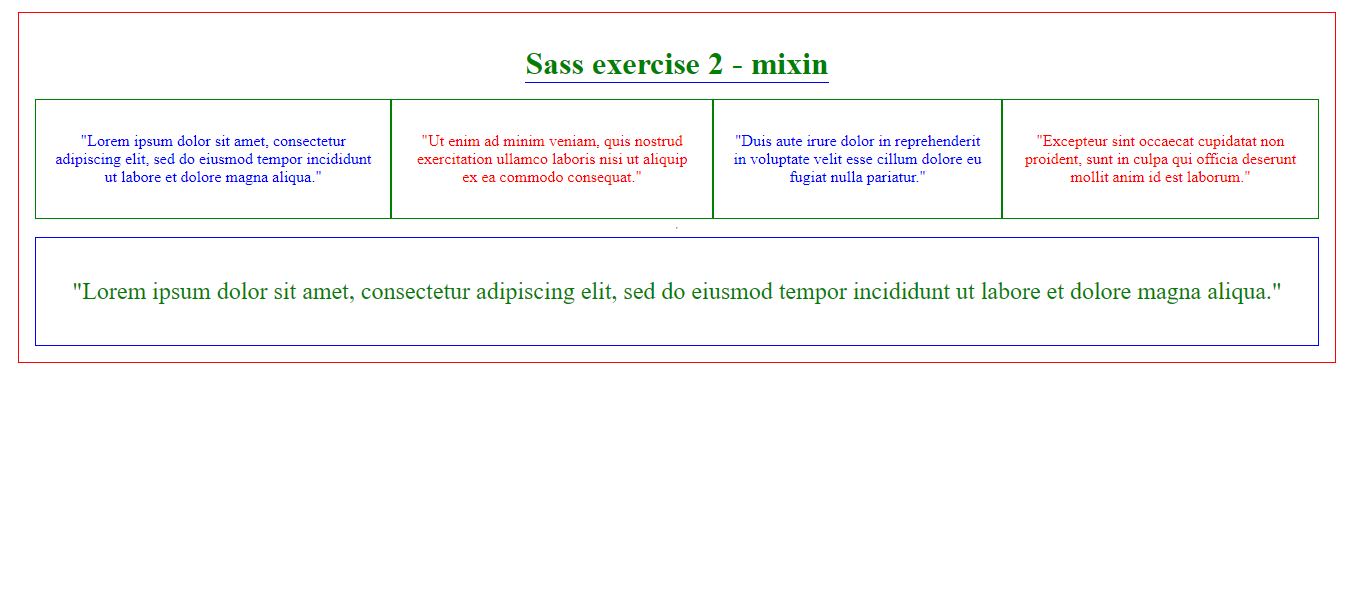 Sass exercise 2 - mixin
"Lorem ipsum dolor sit amet, consectetur
adipiscing elit, sed do eiusmod tempor incididunt
ut labore et dolore magna aliqua."
"Ut enim ad minim veniam, quis nostrud
exercitation ullamco laboris nisi ut aliquip
ex ea commodo consequat."
"Duis aute irure dolor in reprehenderit
in voluptate velit esse cillum dolore eu
fugiat nulla pariatur."
"Excepteur sint occaecat cupidatat non
proident, sunt in culpa qui officia deserunt
mollit anim id est laborum."
.
"Lorem ipsum dolor sit amet, consectetur adipiscing elit, sed do eiusmod tempor incididunt ut labore et dolore magna aliqua."